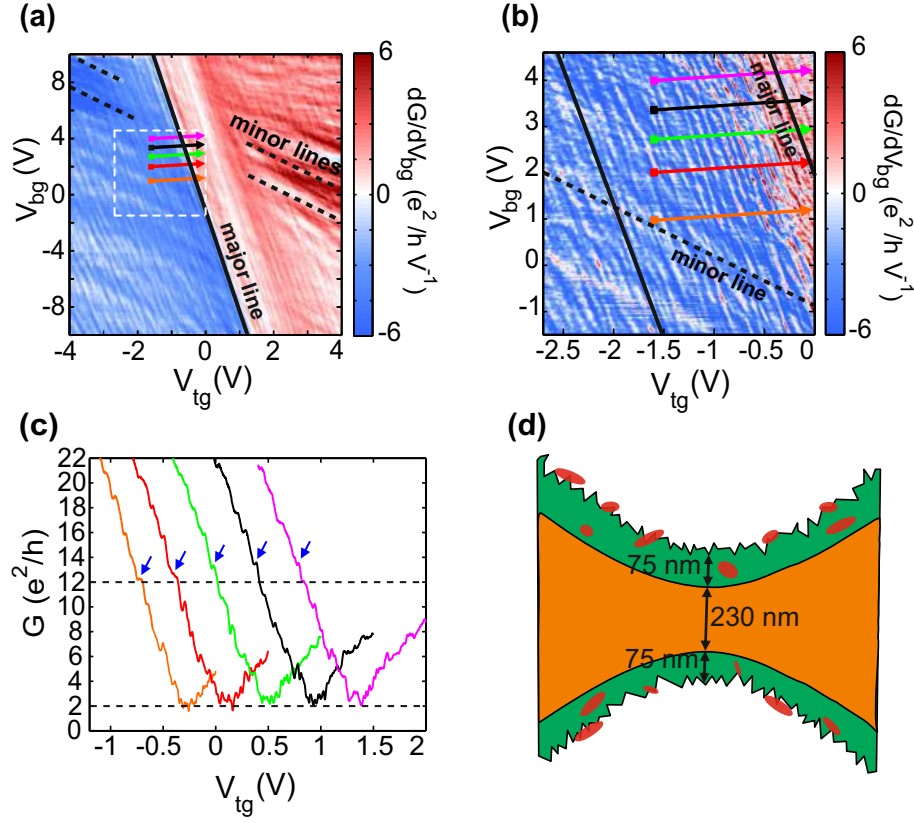 (a)
10
8
4
0
-4
-8
-10
V_bg (V)
-4
-2
0
2
4
V_tg (V)
minor lines
major line
6
0
-6
dG/dV_bg (e^2/h V^-1)
(b)
4
3
2
1
0
-1
V_bg (V)
-2.5
-2
-1.5
-1
-0.5
0
V_tg (V)
major line
minor line
6
0
-6
dG/dV_bg (e^2/h V^-1)
(c)
22
20
18
16
14
12
10
8
6
4
2
0
G (e^2/h)
-1
-0.5
0
0.5
1
1.5
2
V_tg (V)
(d)
75 nm
230 nm
75 nm